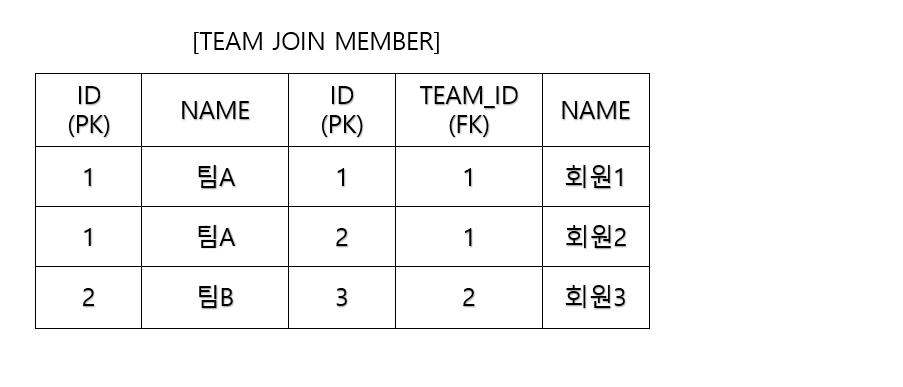 [TEAM JOIN MEMBER]
ID (PK) NAME ID (PK) TEAM_ID (FK) NAME
1 팀A 1 1 회원1
1 팀A 2 1 회원2
2 팀B 3 2 회원3